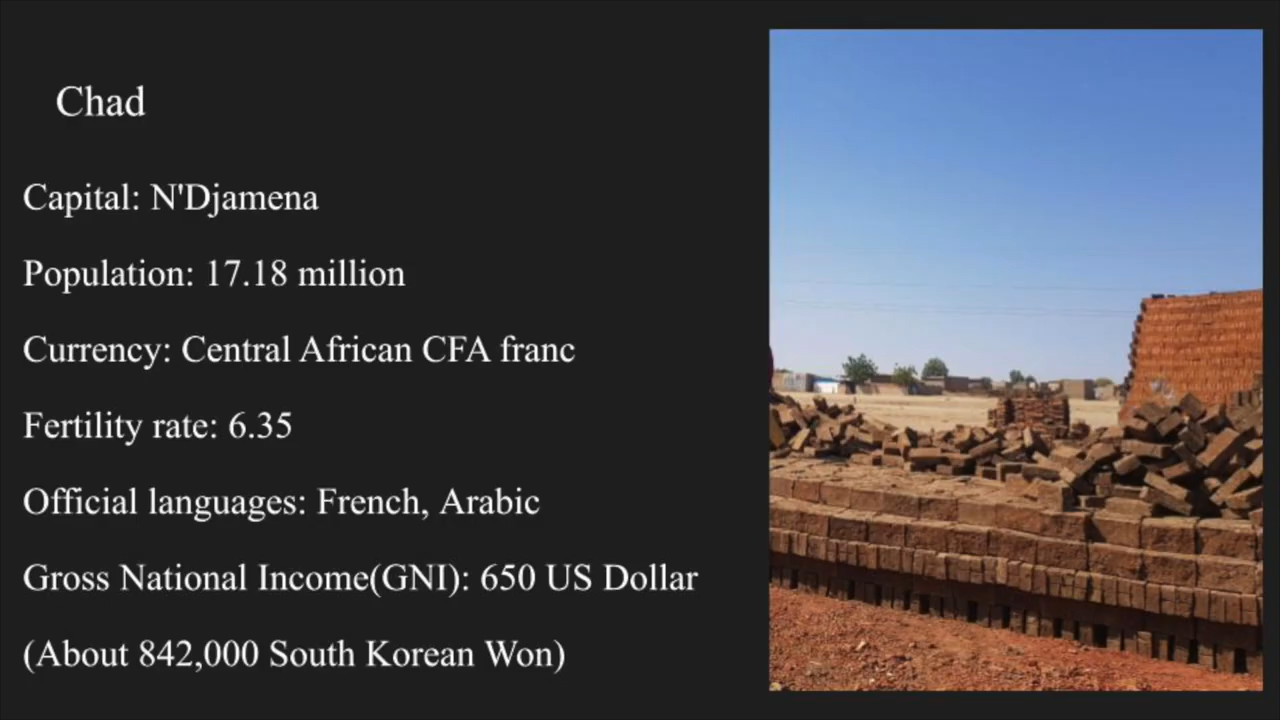 Chad
Capital: N'Djamena
Population: 17.18 million
Currency: Central African CFA franc
Fertility rate: 6.35
Official languages: French, Arabic
Gross National Income(GNI): 650 US Dollar
(About 842,000 South Korean Won)